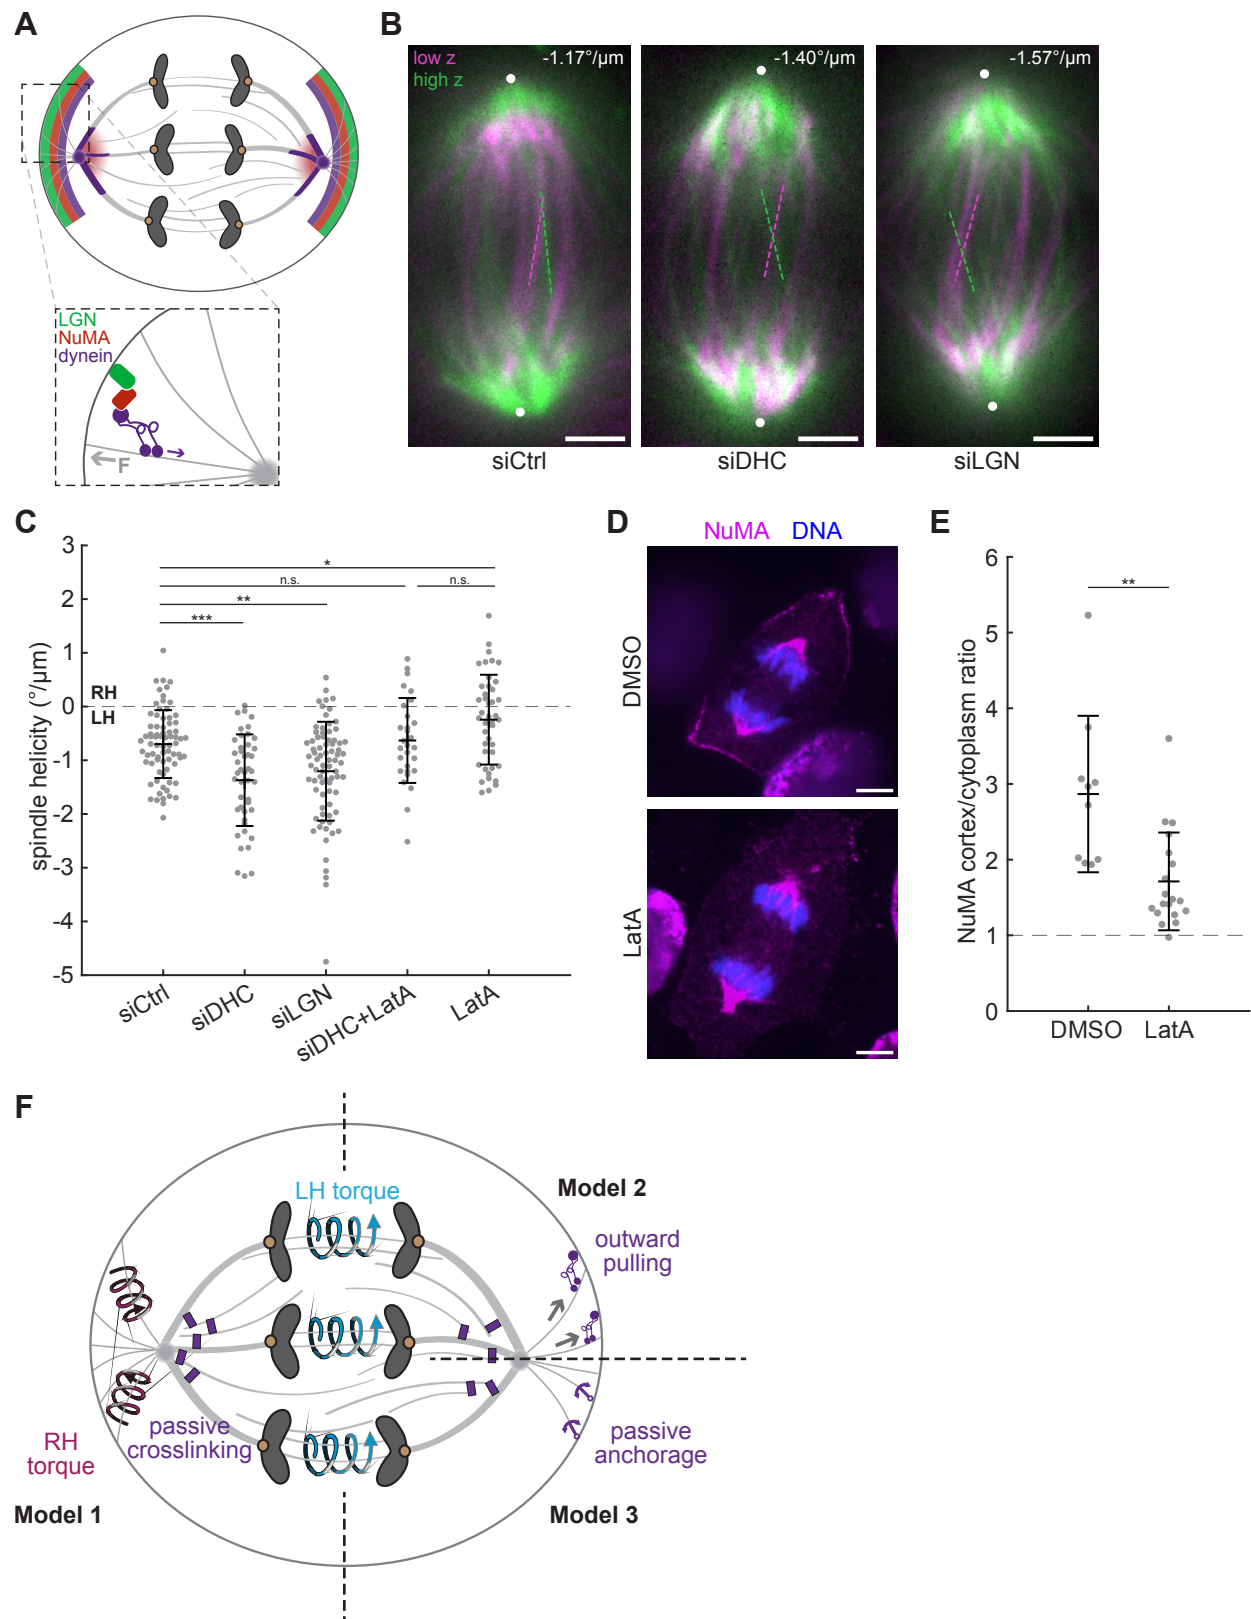 A
LGN
NuMA
dynein
F
B
low z
high z
-1.17°/µm
-1.40°/µm
-1.57°/µm
siCtrl
siDHC
siLGN
C
spindle helicity (°/µm)
3
2
1
0
-1
-2
-3
-4
-5
RH
LH
*
n.s.
n.s.
**
***
siCtrl
siDHC
siLGN
siDHC+LatA
LatA
D
NuMA DNA
DMSO
LatA
E
NuMA cortex/cytoplasm ratio
6
5
4
3
2
1
0
**
DMSO
LatA
F
LH torque
Model 2
outward
pulling
passive
crosslinking
RH
torque
passive
anchorage
Model 1
Model 3